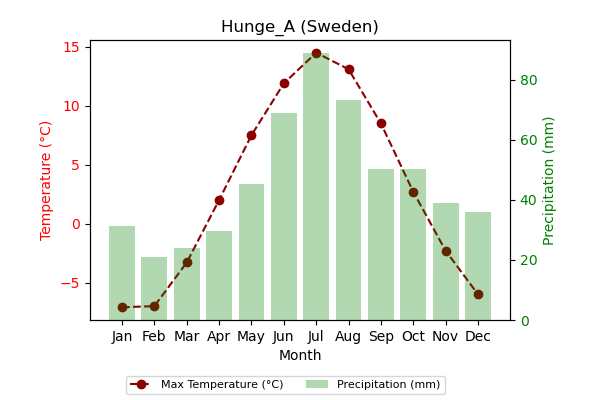 Hunge_A (Sweden)
15
10
5
0
−5
Temperature (°C)
80
60
40
20
0
Precipitation (mm)
Jan Feb Mar Apr May Jun Jul Aug Sep Oct Nov Dec
Month
Max Temperature (°C) Precipitation (mm)